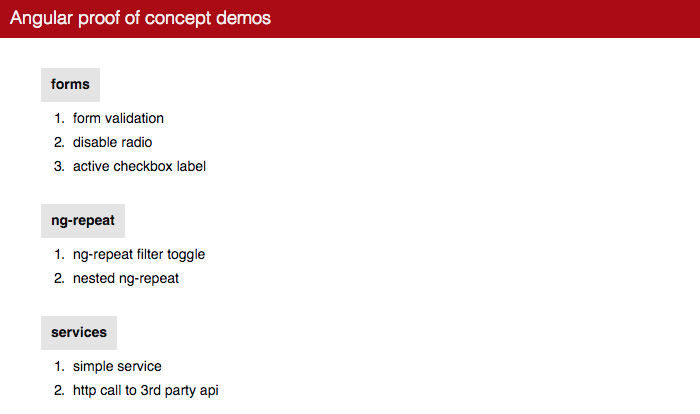 Angular proof of concept demos
forms
1. form validation
2. disable radio
3. active checkbox label
ng-repeat
1. ng-repeat filter toggle
2. nested ng-repeat
services
1. simple service
2. http call to 3rd party api